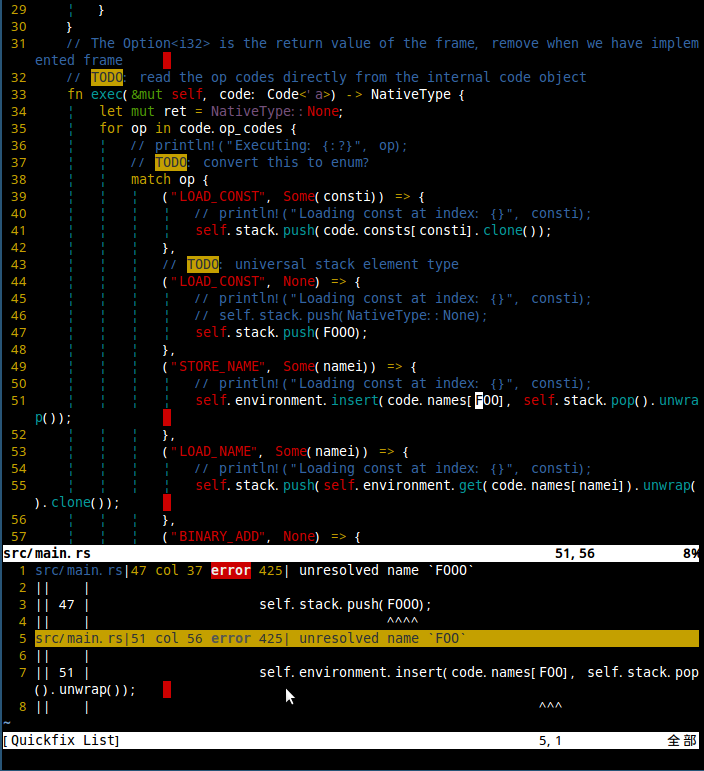 29 ¦ }
30 }
31 // The Option<i32> is the return value of the frame, remove when we have implem
ented frame
32 // TODO: read the op codes directly from the internal code object
33 fn exec(&mut self, code: Code<'a>) -> NativeType {
34 ¦ let mut ret = NativeType::None;
35 ¦ for op in code.op_codes {
36 ¦ ¦ // println!("Executing: {:?}", op);
37 ¦ ¦ // TODO: convert this to enum?
38 ¦ ¦ match op {
39 ¦ ¦ ¦ ("LOAD_CONST", Some(consti)) => {
40 ¦ ¦ ¦ ¦ // println!("Loading const at index: {}", consti);
41 ¦ ¦ ¦ ¦ self.stack.push(code.consts[consti].clone());
42 ¦ ¦ ¦ },
43 ¦ ¦ ¦ // TODO: universal stack element type
44 ¦ ¦ ¦ ("LOAD_CONST", None) => {
45 ¦ ¦ ¦ ¦ // println!("Loading const at index: {}", consti);
46 ¦ ¦ ¦ ¦ // self.stack.push(NativeType::None);
47 ¦ ¦ ¦ ¦ self.stack.push(FOOO);
48 ¦ ¦ ¦ },
49 ¦ ¦ ¦ ("STORE_NAME", Some(namei)) => {
50 ¦ ¦ ¦ ¦ // println!("Loading const at index: {}", consti);
51 ¦ ¦ ¦ ¦ self.environment.insert(code.names[FOO], self.stack.pop().unwra
p());
52 ¦ ¦ ¦ },
53 ¦ ¦ ¦ ("LOAD_NAME", Some(namei)) => {
54 ¦ ¦ ¦ ¦ // println!("Loading const at index: {}", consti);
55 ¦ ¦ ¦ ¦ self.stack.push(self.environment.get(code.names[namei]).unwrap(
).clone());
56 ¦ ¦ ¦ },
57 ¦ ¦ ¦ ("BINARY_ADD", None) => {
src/main.rs 51,56 8%
1 src/main.rs|47 col 37 error 425| unresolved name `FOOO`
2 || |
3 || 47 self.stack.push(FOOO);
4 || | ^^^^
5 src/main.rs|51 col 56 error 425| unresolved name `FOO`
6 || |
7 || 51 | self.environment.insert(code.names[FOO], self.stack.pop
().unwrap());
8 || | ^^^
~
[Quickfix List] 5,1 全部